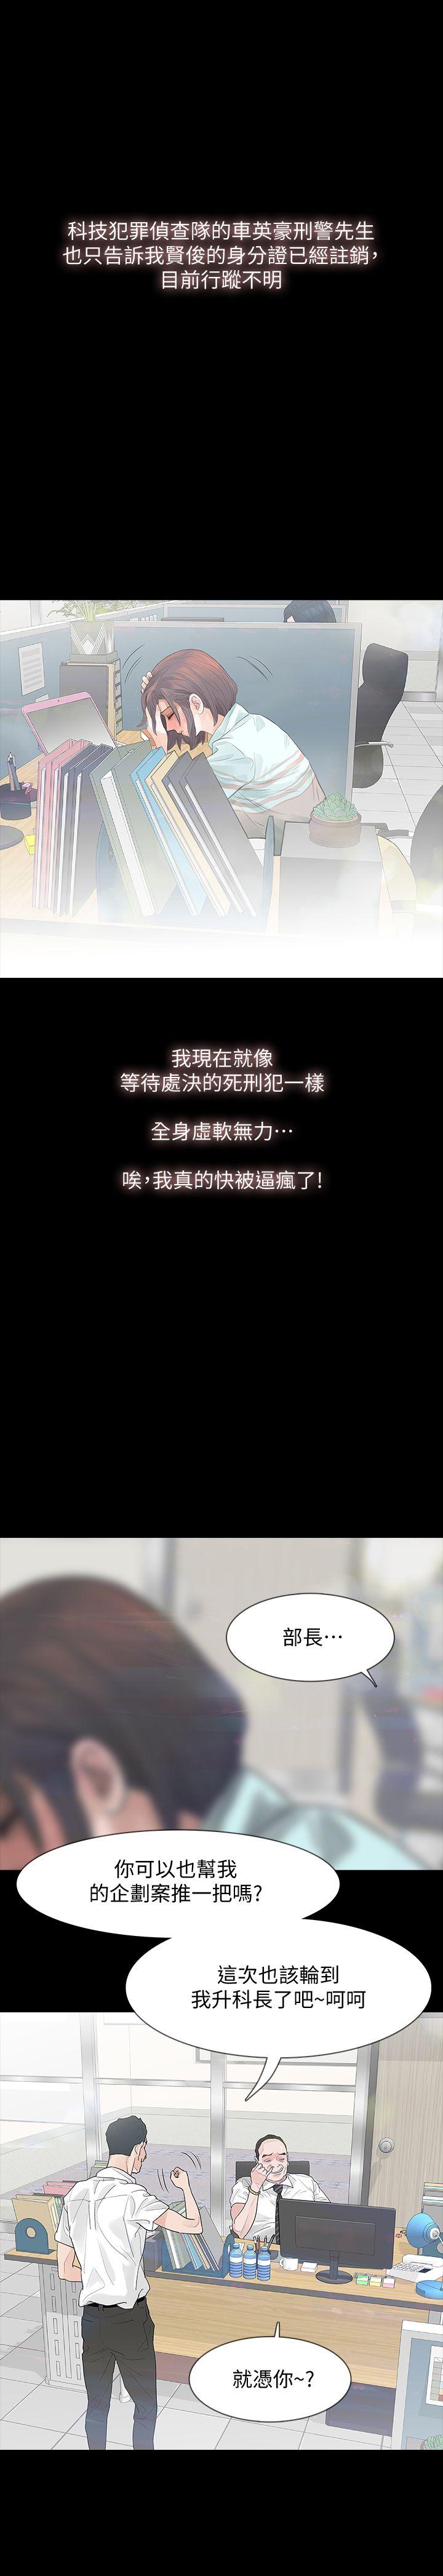 科技犯罪偵查隊的車英豪刑警先生
也只告訴我賢俊的身分證已經註銷，
目前行蹤不明
我現在就像
等待處決的死刑犯一樣
全身虛軟無力⋯
唉，我真的快被逼瘋了!
部長⋯
你可以也幫我
的企劃案推一把嗎?
這次也該輪到
我升科長了吧~呵呵
就憑你~?